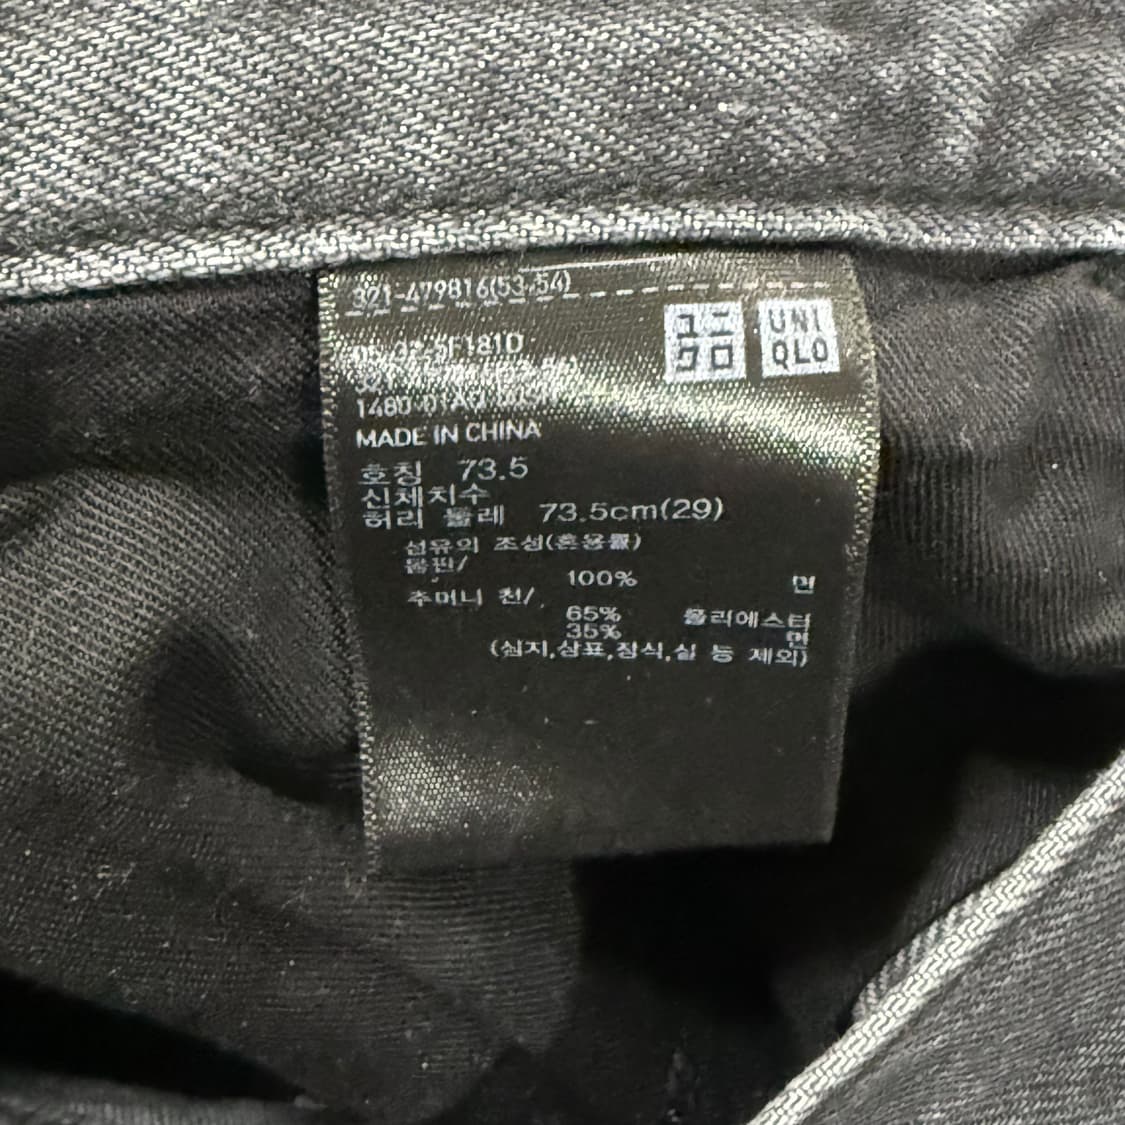 321-479816(53-54)
ユニ
クロ
UNI
QLO
MADE IN CHINA
호칭 73.5
신체치수
허리 둘레 73.5cm(29)
섬유의 조성(혼용률)
몸판/
100% 면
주머니 천/
65% 폴리에스터
35% 면
(심지,상표,장식,실 등 제외)